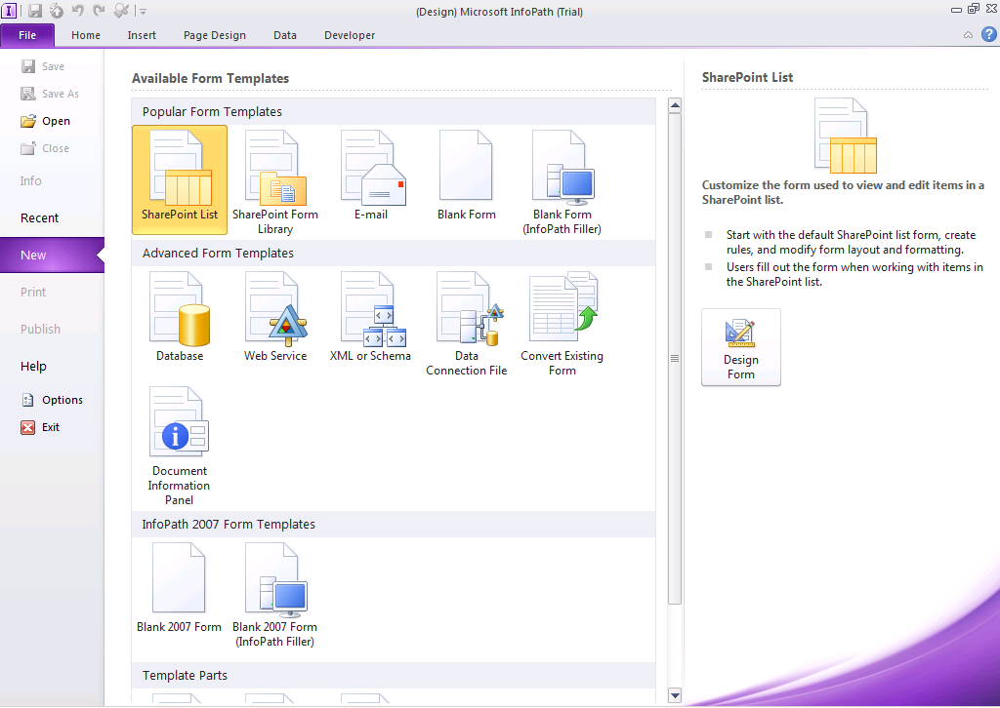 (Design) Microsoft InfoPath (Trial)
File Home Insert Page Design Data Developer
Save
Save As
Open
Close
Info
Recent
New
Print
Publish
Help
Options
Exit
Available Form Templates
Popular Form Templates
SharePoint List
SharePoint Form
Library
E-mail
Blank Form
Blank Form
(InfoPath Filler)
Advanced Form Templates
Database
Web Service
XML or Schema
Data
Connection File
Convert Existing
Form
Document
Information
Panel
InfoPath 2007 Form Templates
Blank 2007 Form
Blank 2007 Form
(InfoPath Filler)
Template Parts
SharePoint List
Customize the form used to view and edit items in a
SharePoint list.
Start with the default SharePoint list form, create
rules, and modify form layout and formatting.
Users fill out the form when working with items in
the SharePoint list.
Design
Form